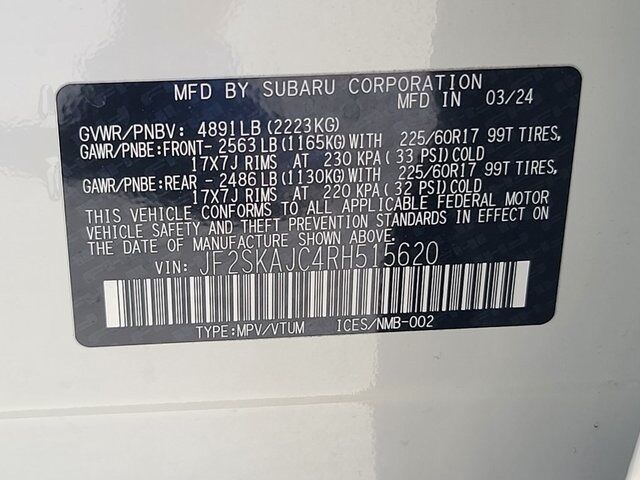 MFD BY SUBARU CORPORATION
MFD IN 03/24
GVWR/PNBV: 4891LB (2223KG)
GAWR/PNBE:FRONT- 2563 LB (1165KG)WITH 225/60R17 99T TIRES,
17X7J RIMS AT 230 KPA ( 33 PSI) COLD
GAWR/PNBE:REAR - 2486 LB (1130KG)WITH 225/60R17 99T TIRES,
17X7J RIMS AT 220 KPA ( 32 PSI) COLD
THIS VEHICLE CONFORMS TO ALL APPLICABLE FEDERAL MOTOR
VEHICLE SAFETY AND THEFT PREVENTION STANDARDS IN EFFECT ON
THE DATE OF MANUFACTURE SHOWN ABOVE.
VIN: JF2SKAJC4RH515620
TYPE:MPV/VTUM ICES/NMB-002